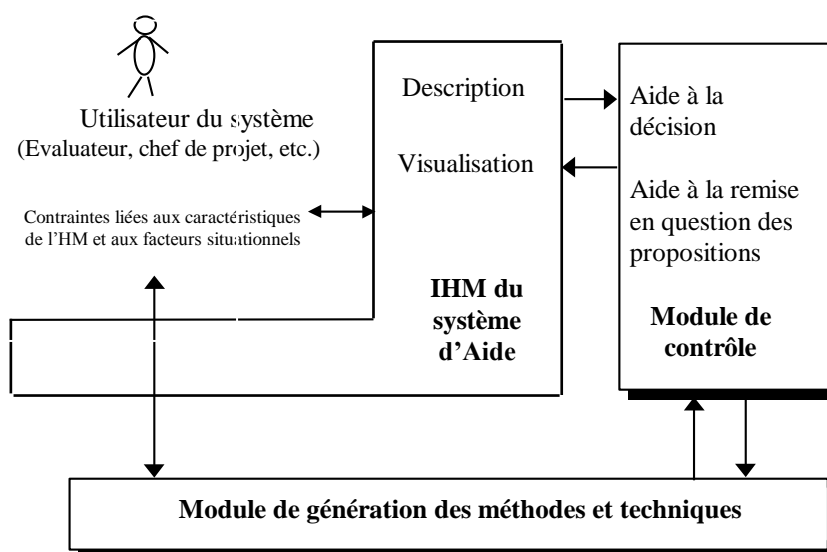 Utilisateur du système
(Evaluateur, chef de projet, etc.)
Contraintes liées aux caractéristiques
de l'HM et aux facteurs situationnels
Description
Visualisation
IHM du
système
d'Aide
Aide à la
décision
Aide à la remise
en question des
propositions
Module de
contrôle
Module de génération des méthodes et techniques